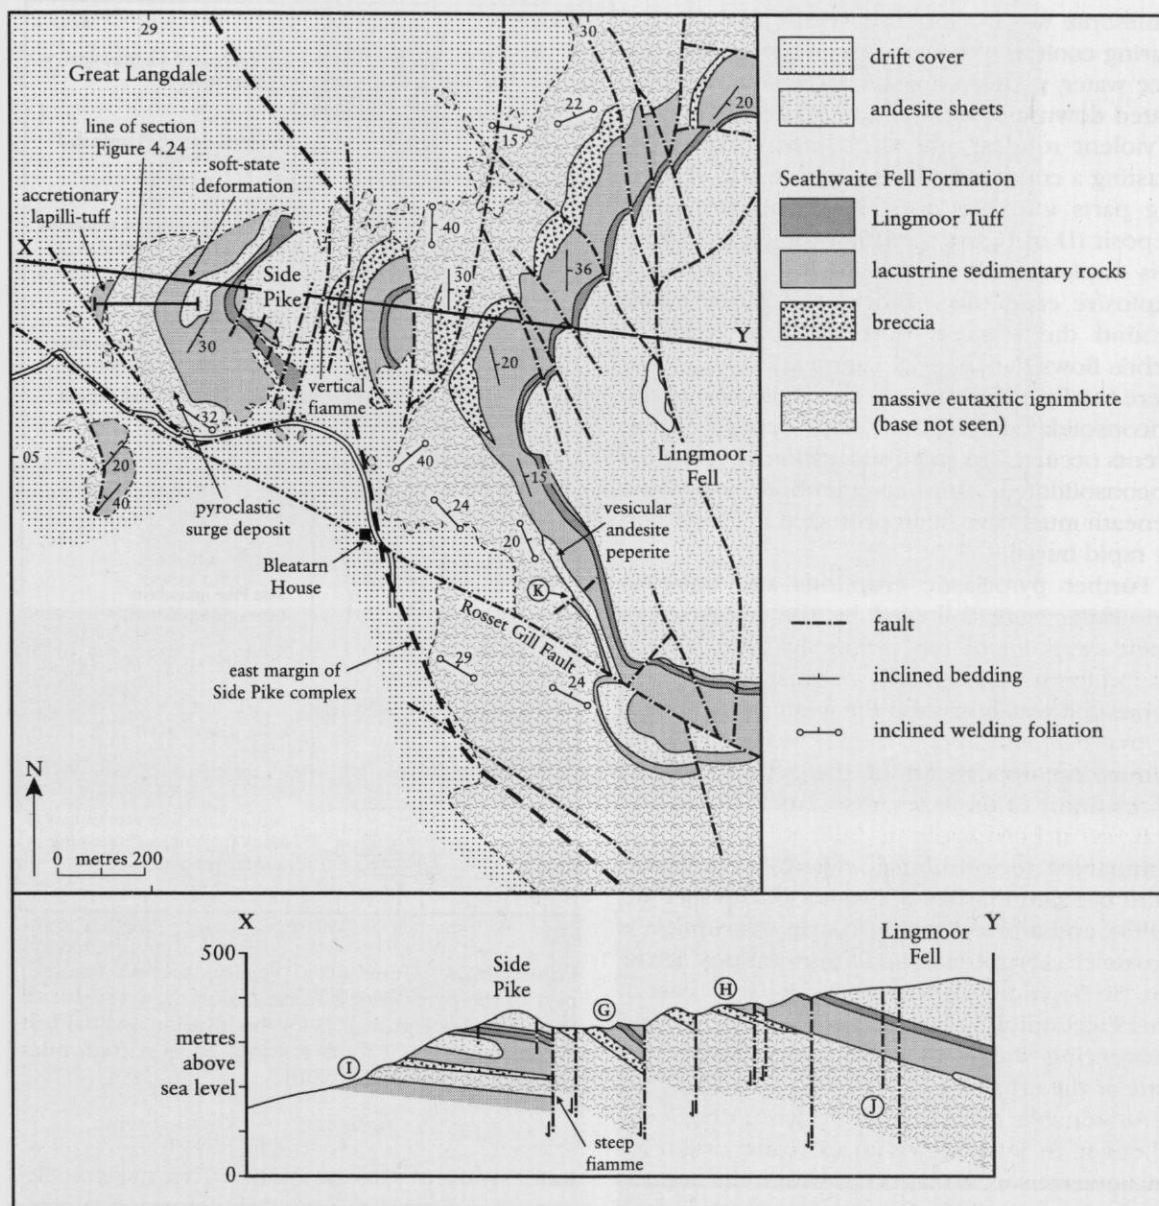 29
30
Great Langdale
line of section
Figure 4.24
soft-state
deformation
accretionary
lapilli-tuff
X
Side
Pike
22
15
20
40
30
36
Y
30
20
vertical
fiamme
32
05
20
40
pyroclastic
surge deposit
40
Lingmoor
Fell
15
24
20
vesicular
andesite
peperite
Bleatarn
House
K
Rosset Gill Fault
29
24
east margin of
Side Pike complex
N
0 metres 200
drift cover
andesite sheets
Seathwaite Fell Formation
Lingmoor Tuff
lacustrine sedimentary rocks
breccia
massive eutaxitic ignimbrite
(base not seen)
fault
inclined bedding
inclined welding foliation
X
Y
500
metres
above
sea level
0
Side
Pike
Lingmoor
Fell
G
H
I
J
steep
fiamme